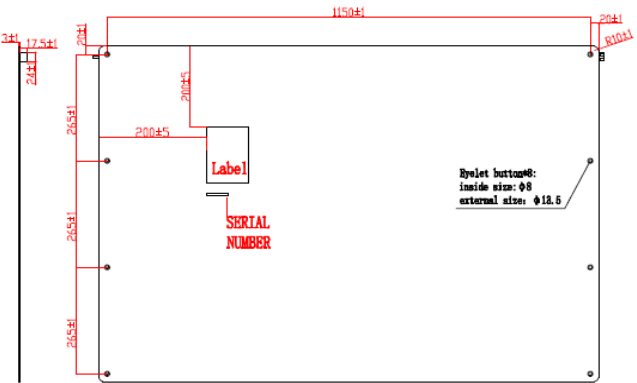 1150±1
20±1
3±1
17.5±1
20±1
R10±1
24±1
200±5
265±1
200±5
Label
Eyelet button*8:
inside size: ϕ8
external size: ϕ13.5
265±1
SERIAL
NUMBER
265±1